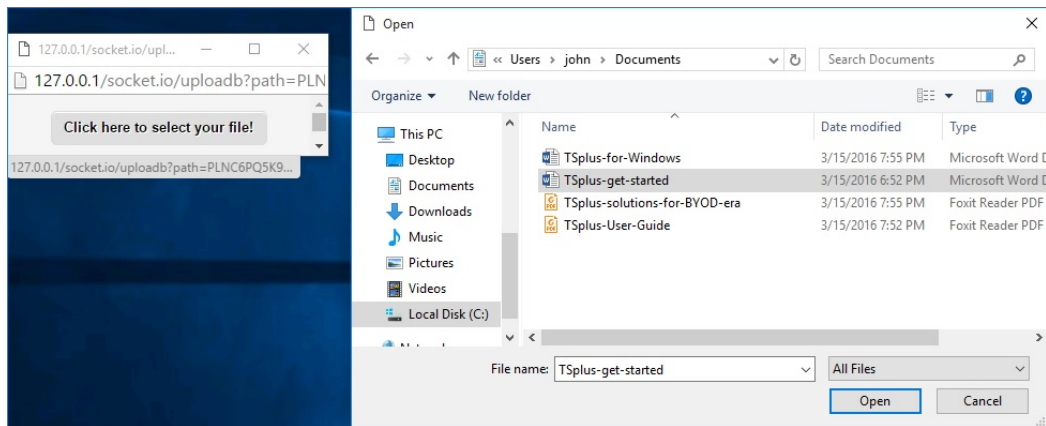 127.0.0.1/socket.io/upl...
127.0.0.1/socket.io/uploadb?path=PLN
Click here to select your file!
127.0.0.1/socket.io/uploadb?path=PLNC6PQ5K9...
Open
« Users › john › Documents
Search Documents
Organize
New folder
This PC
Desktop
Documents
Downloads
Music
Pictures
Videos
Local Disk (C:)
Name Date modified Type
TSplus-for-Windows 3/15/2016 7:55 PM Microsoft Word D
TSplus-get-started 3/15/2016 6:52 PM Microsoft Word D
TSplus-solutions-for-BYOD-era 3/15/2016 7:55 PM Foxit Reader PDF
TSplus-User-Guide 3/15/2016 7:52 PM Foxit Reader PDF
File name: TSplus-get-started
All Files
Open
Cancel